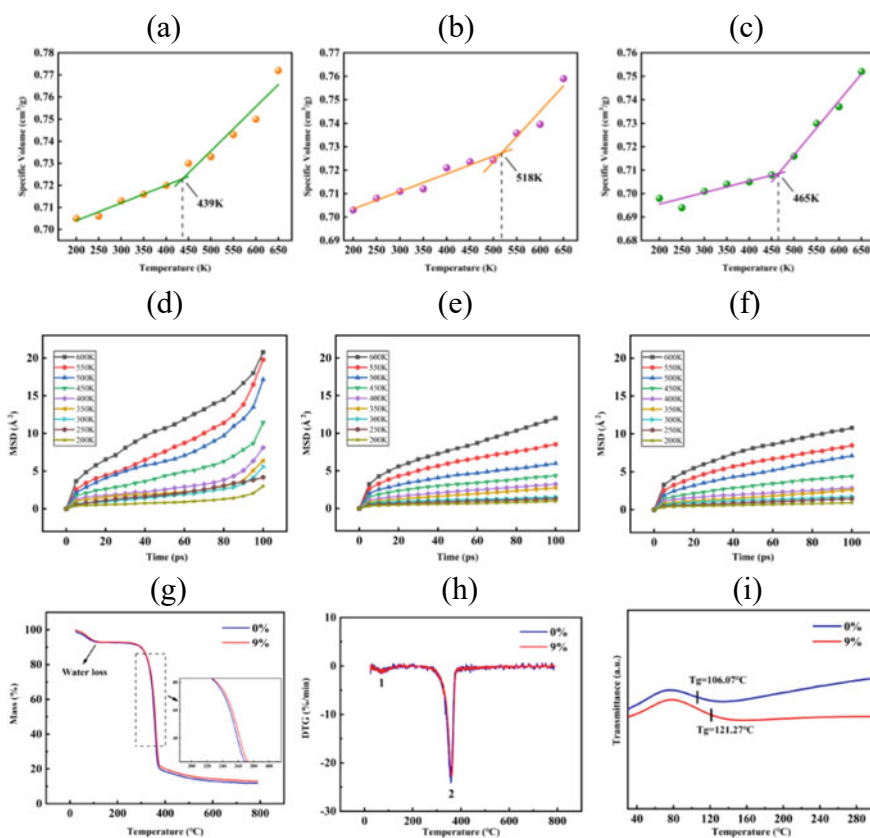 (a)
(b)
(c)
0.78
0.77
0.76
0.75
0.74
0.73
0.72
0.71
0.70
Specific Volume (cm³/g)
439K
200 250 300 350 400 450 500 550 600 650
Temperature (K)
0.77
0.76
0.75
0.74
0.73
0.72
0.71
0.70
0.69
Specific Volume (cm³/g)
518K
200 250 300 350 400 450 500 550 600 650
Temperature (K)
0.76
0.75
0.74
0.73
0.72
0.71
0.70
0.69
0.68
Specific Volume (cm³/g)
465K
200 250 300 350 400 450 500 550 600 650
Temperature (K)
(d)
(e)
(f)
20
15
10
5
0
MSD (Å²)
600K
550K
500K
450K
400K
350K
300K
250K
200K
0 20 40 60 80 100
Time (ps)
20
15
10
5
0
MSD (Å²)
600K
550K
500K
450K
400K
350K
300K
250K
200K
0 20 40 60 80 100
Time (ps)
20
15
10
5
0
MSD (Å²)
600K
550K
500K
450K
400K
350K
300K
250K
200K
0 20 40 60 80 100
Time (ps)
(g)
(h)
(i)
100
80
60
40
20
0
Mass (%)
0%
9%
Water loss
0 200 400 600 800
Temperature (℃)
10
0
-10
-20
-30
DTG (%/min)
0%
9%
1
2
0 200 400 600 800
Temperature (℃)
Transmittance (a.u.)
0%
9%
Tg=106.07℃
Tg=121.27℃
40 80 120 160 200 240 280
Temperature (℃)